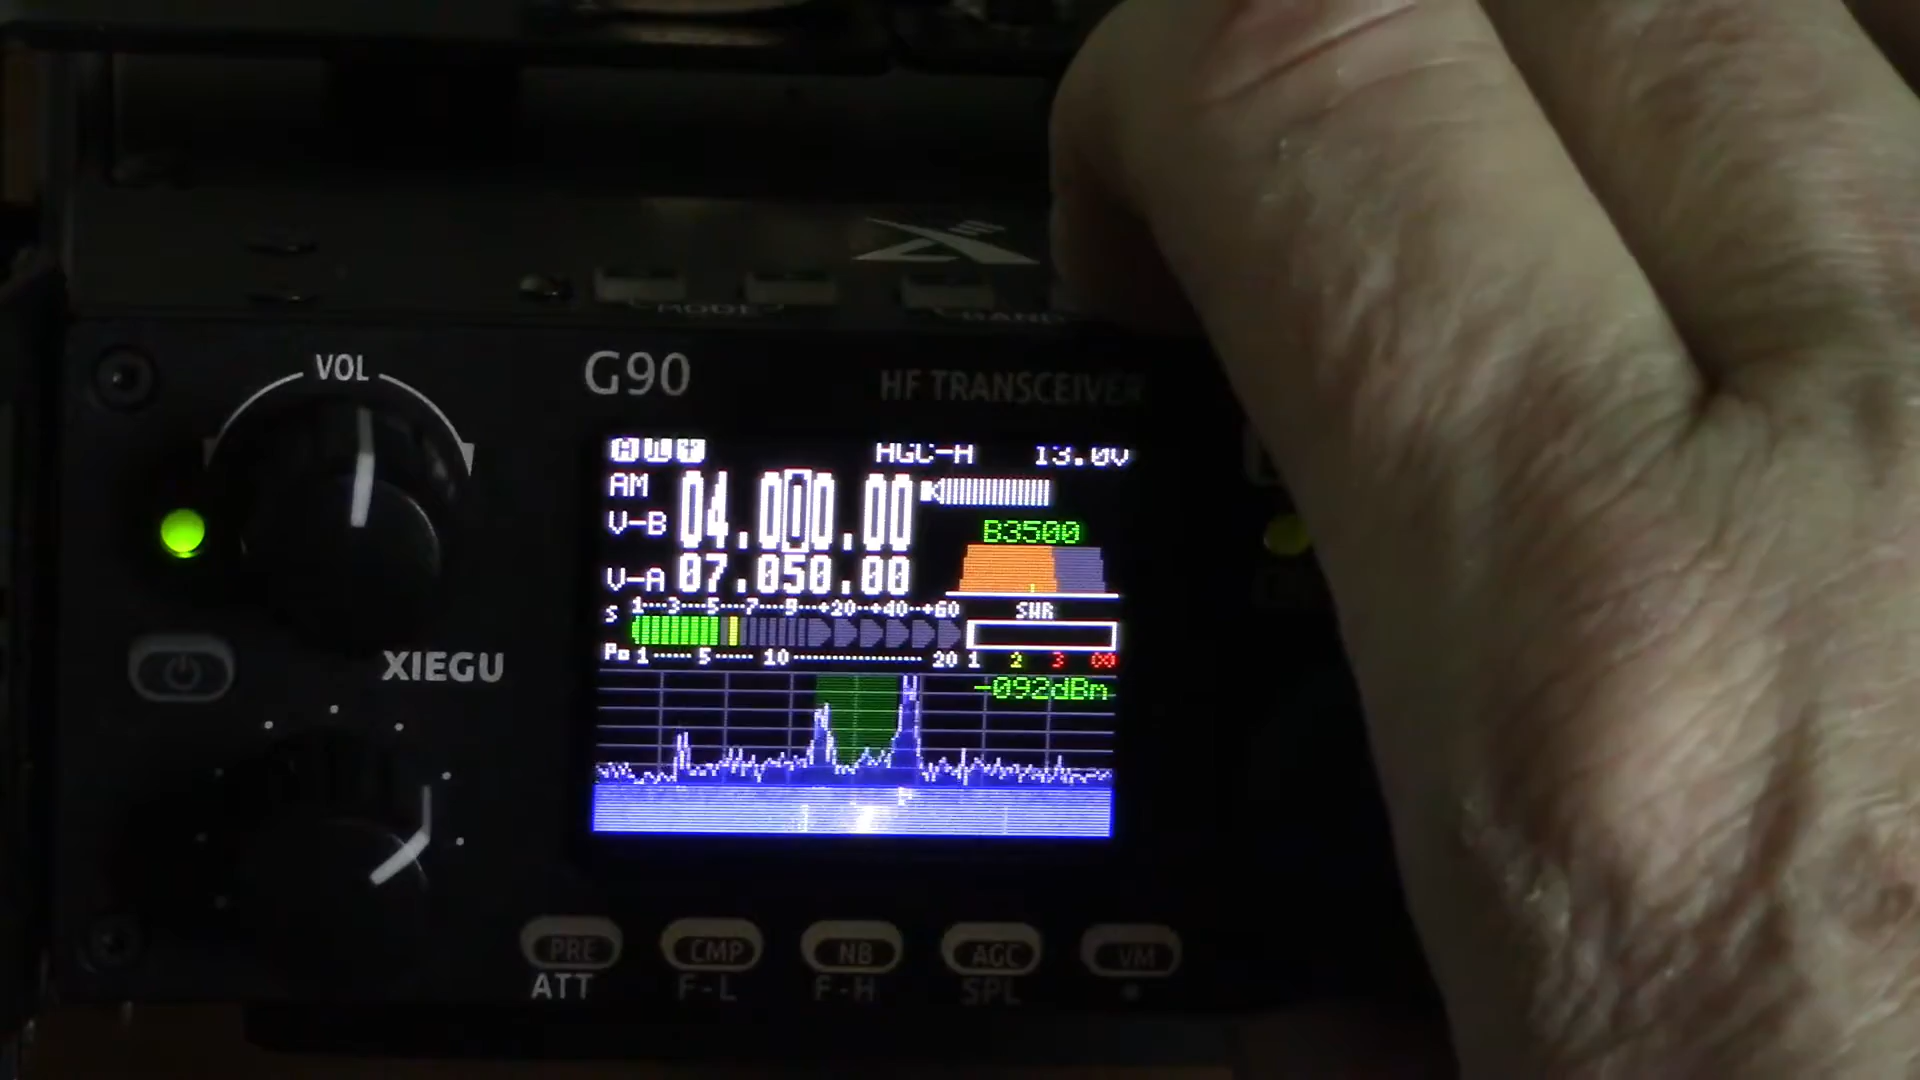 MODE
BAND
VOL
G90
HF TRANSCEIVER
AGC-H 13.0V
AM
V-B 04.000.00
B3500
V-A 07.050.00
S 1 3 5 7 9 +20 +40 +60 SWR
Po 1 5 10 20 1 2 3 ∞
-092dBm
XIEGU
PRE CMP NB AGC VM
ATT F-L F-H SPL